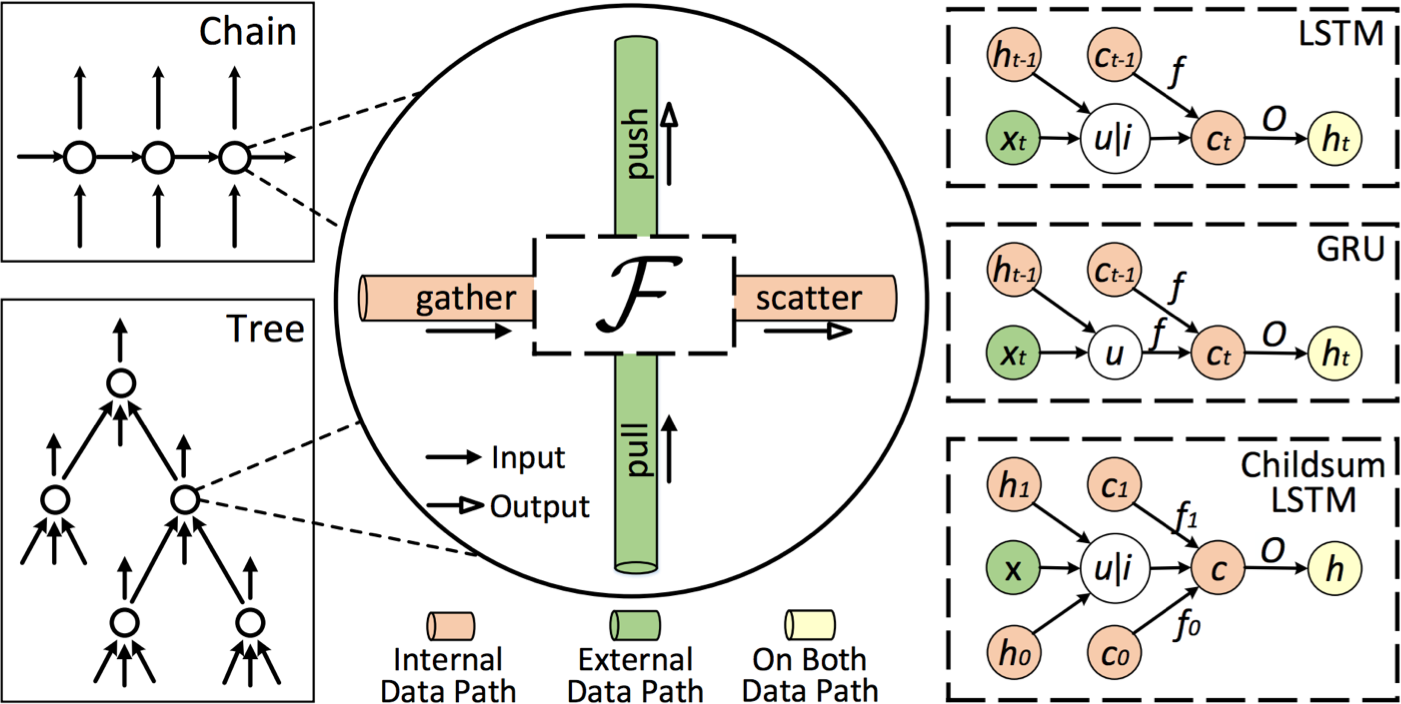 Chain
Tree
push
gather
F
scatter
pull
Input
Output
Internal
Data Path
External
Data Path
On Both
Data Path
LSTM
ht-1
ct-1
f
xt
u|i
ct
O
ht
GRU
ht-1
ct-1
f
xt
u
f
ct
O
ht
Childsum
LSTM
h1
c1
f1
x
u|i
c
O
h
h0
c0
f0